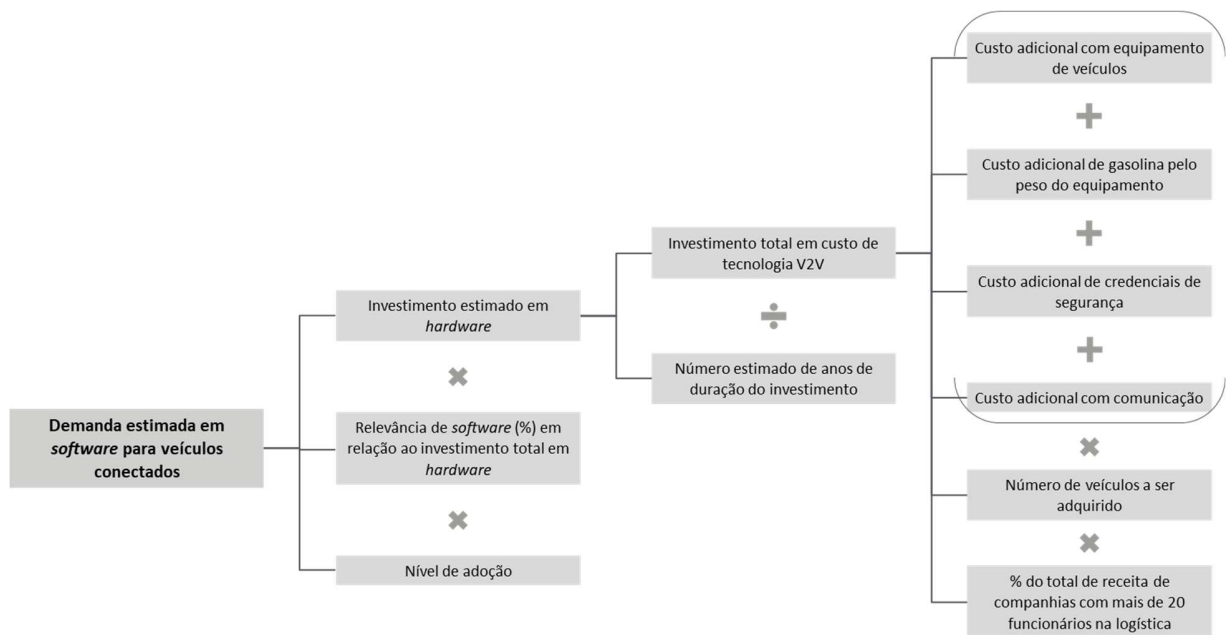 Demanda estimada em
software para veículos
conectados
Investimento estimado em
hardware
Relevância de software (%) em
relação ao investimento total em
hardware
Nível de adoção
Investimento total em custo de
tecnologia V2V
Número estimado de anos de
duração do investimento
Custo adicional com equipamento
de veículos
Custo adicional de gasolina pelo
peso do equipamento
Custo adicional de credenciais de
segurança
Custo adicional com comunicação
Número de veículos a ser
adquirido
% do total de receita de
companhias com mais de 20
funcionários na logística